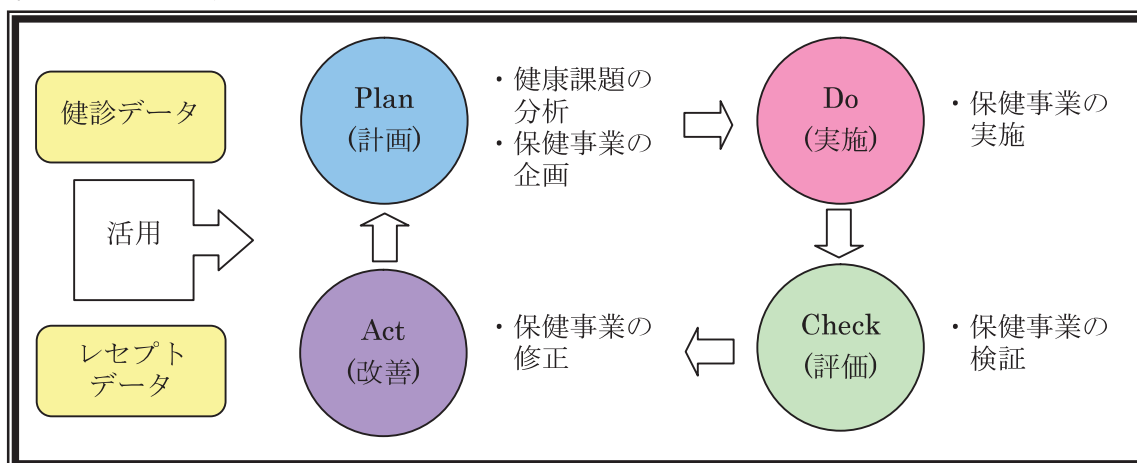 健診データ
活用
レセプト
データ
Plan
(計画)
・健康課題の
分析
・保健事業の
企画
Do
(実施)
・保健事業の
実施
Check
(評価)
・保健事業の
検証
Act
(改善)
・保健事業の
修正